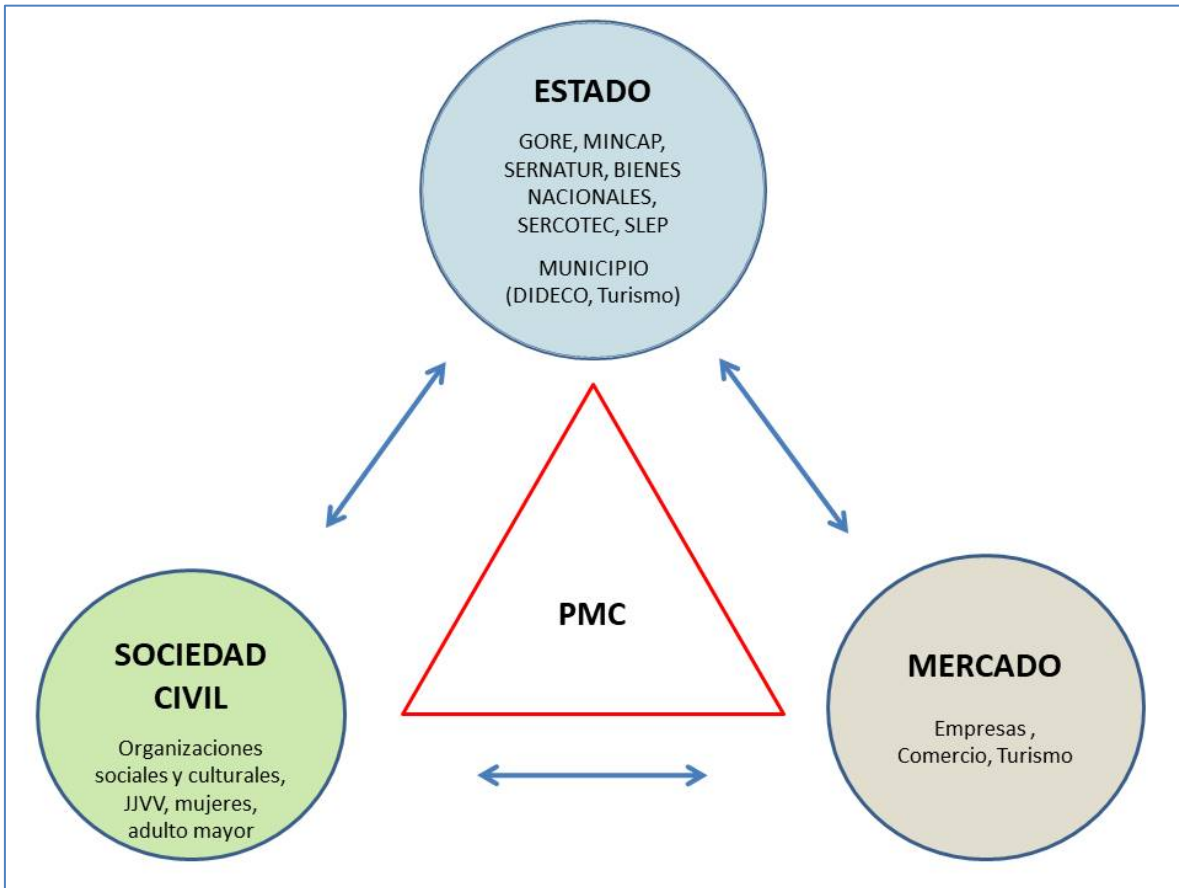 ESTADO
GORE, MINCAP,
SERNATUR, BIENES
NACIONALES,
SERCOTEC, SLEP
MUNICIPIO
(DIDECO, Turismo)
PMC
SOCIEDAD
CIVIL
Organizaciones
sociales y culturales,
JJVV, mujeres,
adulto mayor
MERCADO
Empresas ,
Comercio, Turismo